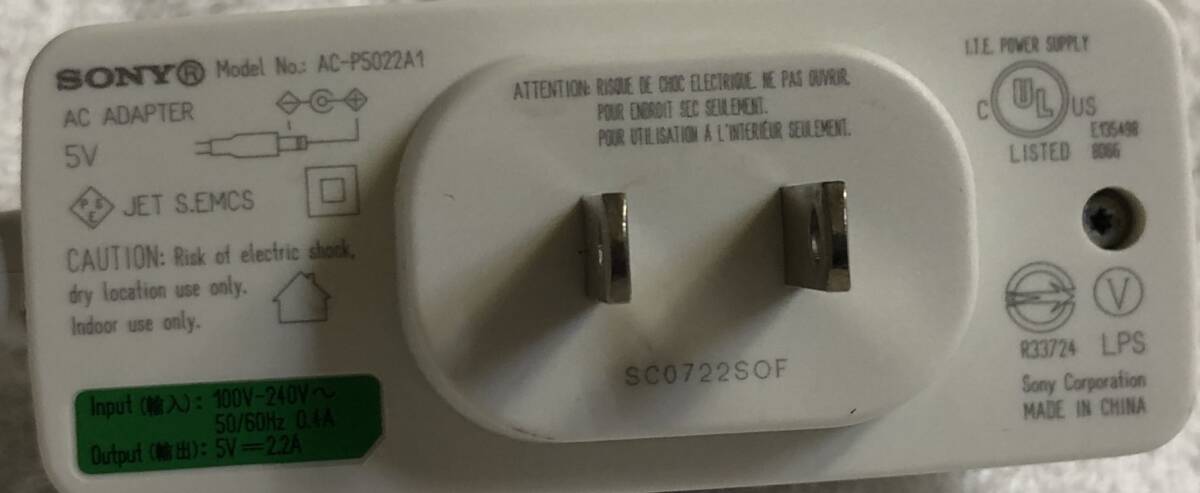 SONY® Model No.: AC-P5022A1
AC ADAPTER
5V
PSE JET S.EMCS
CAUTION: Risk of electric shock,
dry location use only.
Indoor use only.
Input (輸入): 100V-240V~
50/60Hz 0.4A
Output (輸出): 5V⎓2.2A
ATTENTION: RISQUE DE CHOC ELECTRIQUE. NE PAS OUVRIR.
POUR ENDROIT SEC SEULEMENT.
POUR UTILISATION A L'INTERIEUR SEULEMENT.
SC0722SOF
I.T.E. POWER SUPPLY
C UL US
E135498
LISTED 8D66
R33724
V
LPS
Sony Corporation
MADE IN CHINA